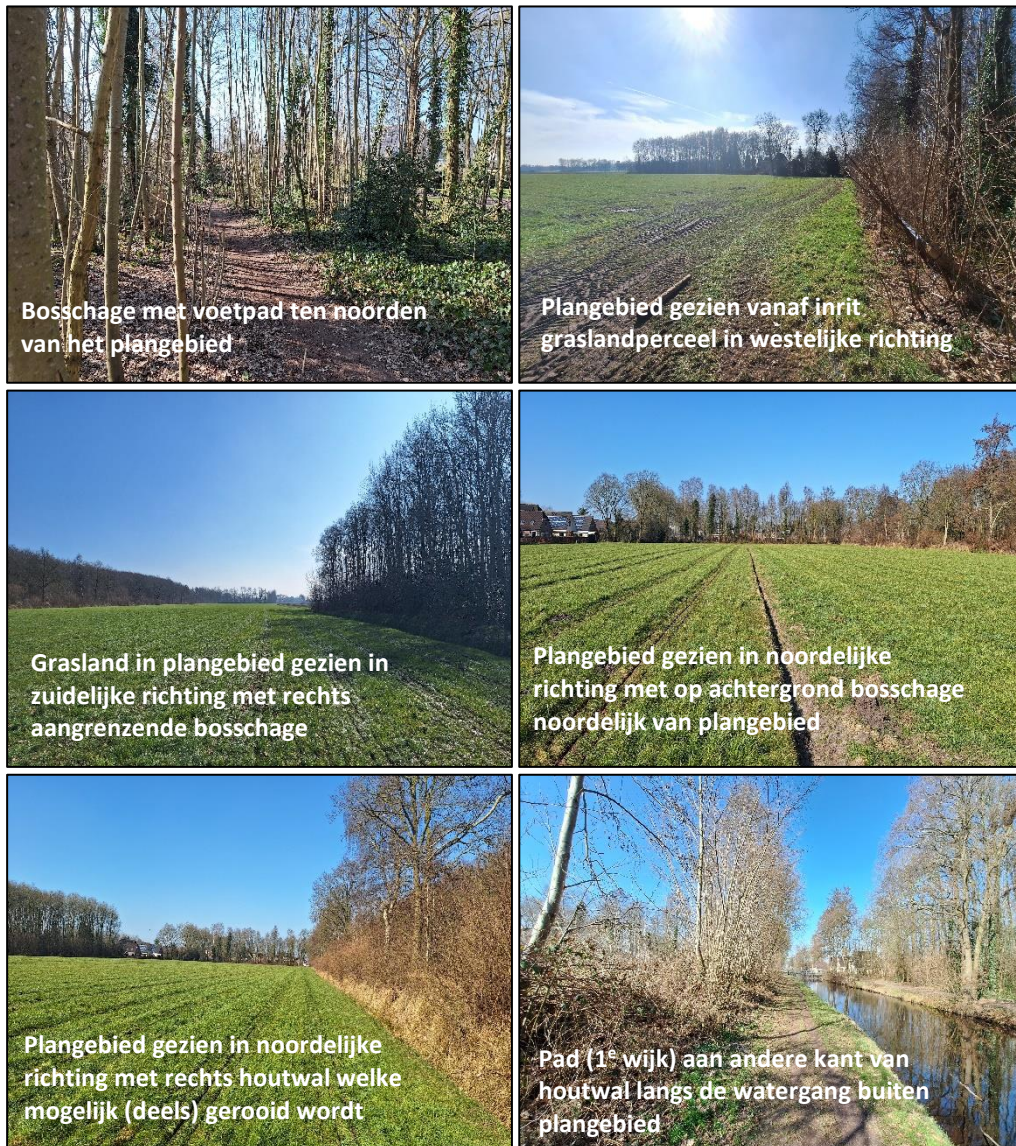 Bosschage met voetpad ten noorden
van het plangebied
Plangebied gezien vanaf inrit
graslandperceel in westelijke richting
Grasland in plangebied gezien in
zuidelijke richting met rechts
aangrenzende bosschage
Plangebied gezien in noordelijke
richting met op achtergrond bosschage
noordelijk van plangebied
Plangebied gezien in noordelijke
richting met rechts houtwal welke
mogelijk (deels) gerooid wordt
Pad (1e wijk) aan andere kant van
houtwal langs de watergang buiten
plangebied